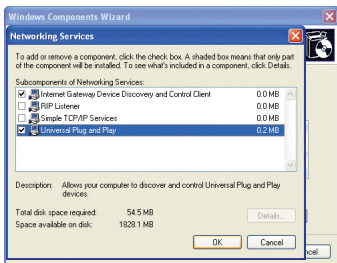 Windows Components Wizard
Networking Services
To add or remove a component, click the check box. A shaded box means that only part
of the component will be installed. To see what's included in a component, click Details.
Subcomponents of Networking Services:
Internet Gateway Device Discovery and Control Client 0.0 MB
RIP Listener 0.0 MB
Simple TCP/IP Services 0.0 MB
Universal Plug and Play 0.2 MB
Description: Allows your computer to discover and control Universal Plug and Play
devices.
Total disk space required: 54.5 MB
Space available on disk: 1828.1 MB
Details...
OK Cancel
ncel